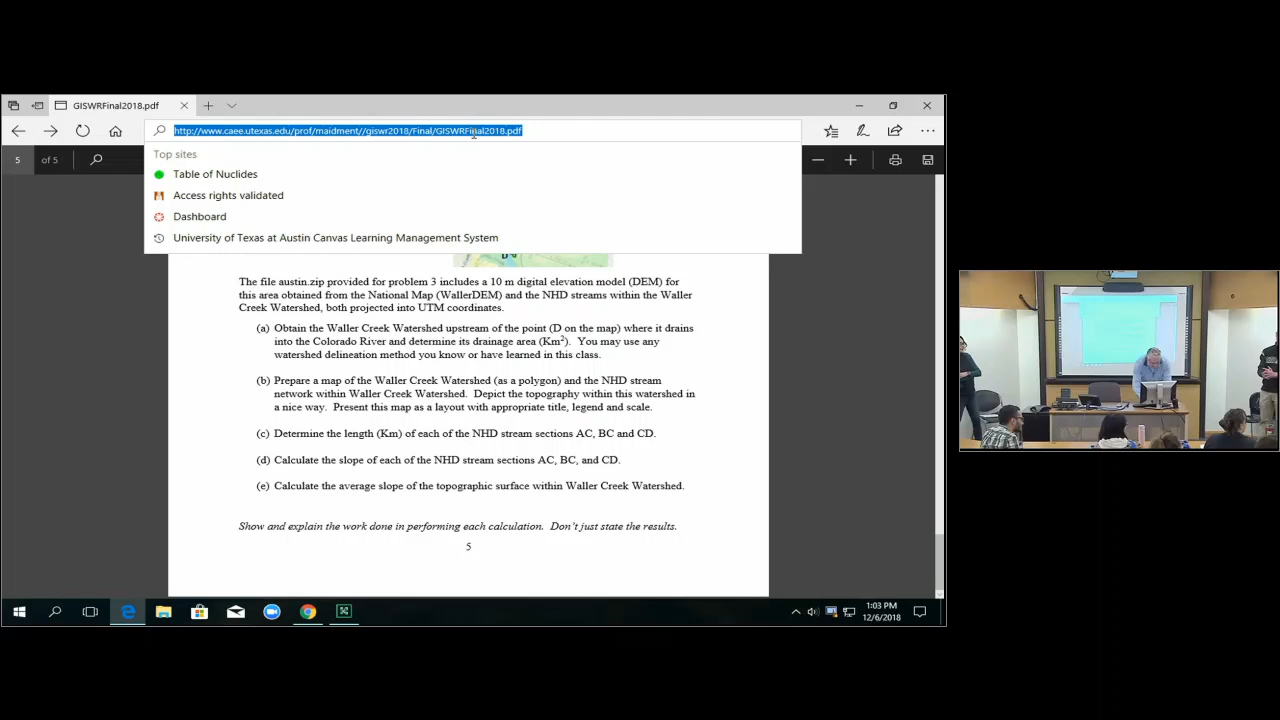 GISWRFinal2018.pdf
http://www.caee.utexas.edu/prof/maidment//giswr2018/Final/GISWRFinal2018.pdf
5 of 5
Top sites
Table of Nuclides
Access rights validated
Dashboard
University of Texas at Austin Canvas Learning Management System
D
The file austin.zip provided for problem 3 includes a 10 m digital elevation model (DEM) for
this area obtained from the National Map (WallerDEM) and the NHD streams within the Waller
Creek Watershed, both projected into UTM coordinates.
(a) Obtain the Waller Creek Watershed upstream of the point (D on the map) where it drains
into the Colorado River and determine its drainage area (Km²). You may use any
watershed delineation method you know or have learned in this class.
(b) Prepare a map of the Waller Creek Watershed (as a polygon) and the NHD stream
network within Waller Creek Watershed. Depict the topography within this watershed in
a nice way. Present this map as a layout with appropriate title, legend and scale.
(c) Determine the length (Km) of each of the NHD stream sections AC, BC and CD.
(d) Calculate the slope of each of the NHD stream sections AC, BC, and CD.
(e) Calculate the average slope of the topographic surface within Waller Creek Watershed.
Show and explain the work done in performing each calculation. Don't just state the results.
5
1:03 PM
12/6/2018